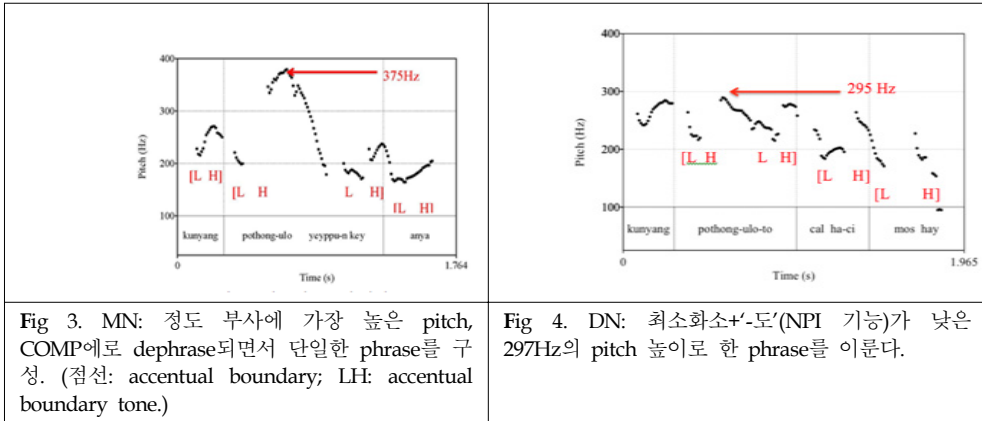 400
375Hz
300
Pitch (Hz)
200
[L H]
[L H
L H]
[L H]
100
kunyang
pothong-ulo
yeyppu-n key
anya
0
1.764
Time (s)
400
295 Hz
300
Pitch (Hz)
200
[L H
L H]
[L H]
[L H]
100
kunyang
pothong-ulo-to
cal ha-ci
mos hay
0
1.965
Time (s)
Fig 3. MN: 정도 부사에 가장 높은 pitch,
COMP에로 dephrase되면서 단일한 phrase를 구
성. (점선: accentual boundary; LH: accentual
boundary tone.)
Fig 4. DN: 최소화소+‘-도’(NPI 기능)가 낮은
297Hz의 pitch 높이로 한 phrase를 이룬다.